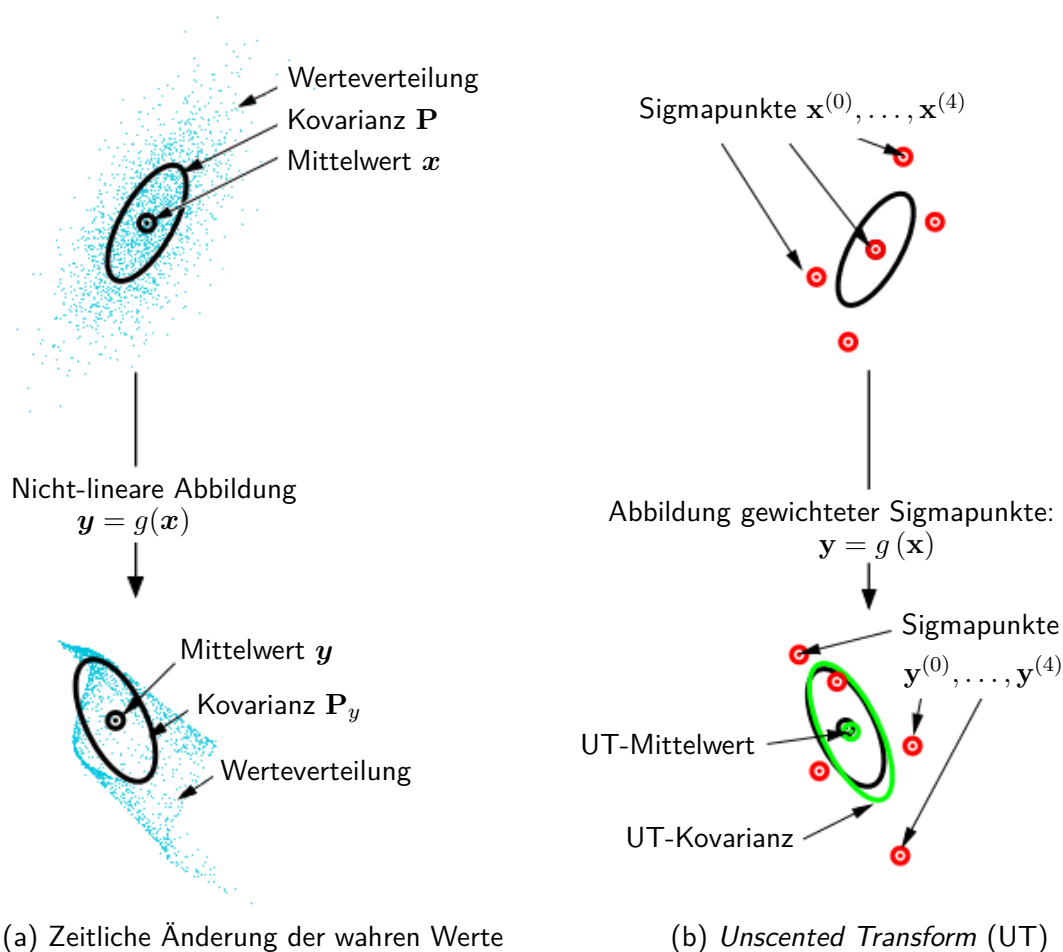 Werteverteilung
Kovarianz P
Mittelwert x
Nicht-lineare Abbildung
y = g(x)
Mittelwert y
Kovarianz P_y
Werteverteilung
(a) Zeitliche Änderung der wahren Werte
Sigmapunkte x^(0), . . . , x^(4)
Abbildung gewichteter Sigmapunkte:
y = g (x)
Sigmapunkte
y^(0), . . . , y^(4)
UT-Mittelwert
UT-Kovarianz
(b) Unscented Transform (UT)